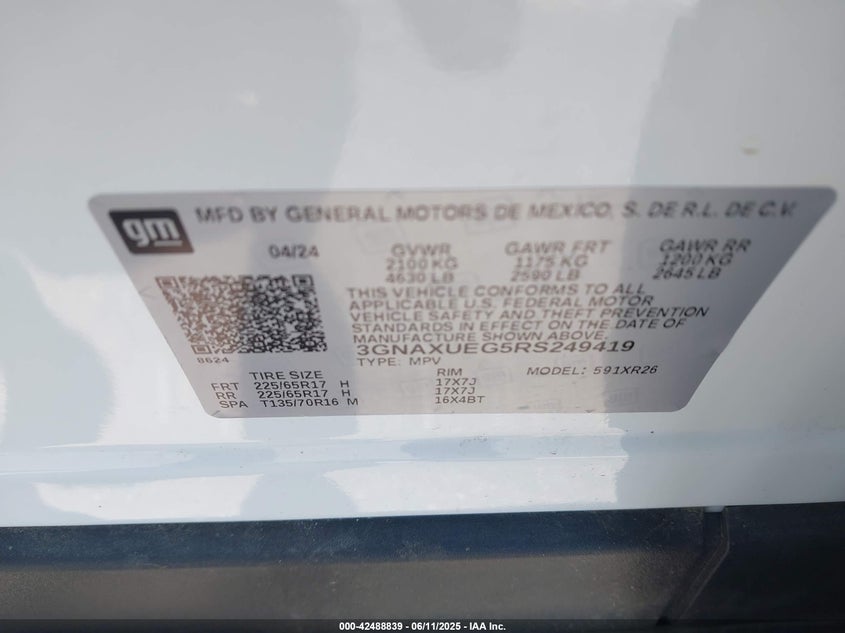 gm MFD BY GENERAL MOTORS DE MEXICO, S. DE R.L. DE C.V.
04/24 GVWR GAWR FRT GAWR RR
2100 KG 1175 KG 1200 KG
4630 LB 2590 LB 2645 LB
THIS VEHICLE CONFORMS TO ALL
APPLICABLE U.S. FEDERAL MOTOR
VEHICLE SAFETY AND THEFT PREVENTION
STANDARDS IN EFFECT ON THE DATE OF
MANUFACTURE SHOWN ABOVE.
8624 3GNAXUEG5RS249419
TYPE: MPV MODEL: 591XR26
TIRE SIZE RIM
FRT 225/65R17 H 17X7J
RR 225/65R17 H 17X7J
SPA T135/70R16 M 16X4BT
000-42488839 - 06/11/2025 - IAA Inc.